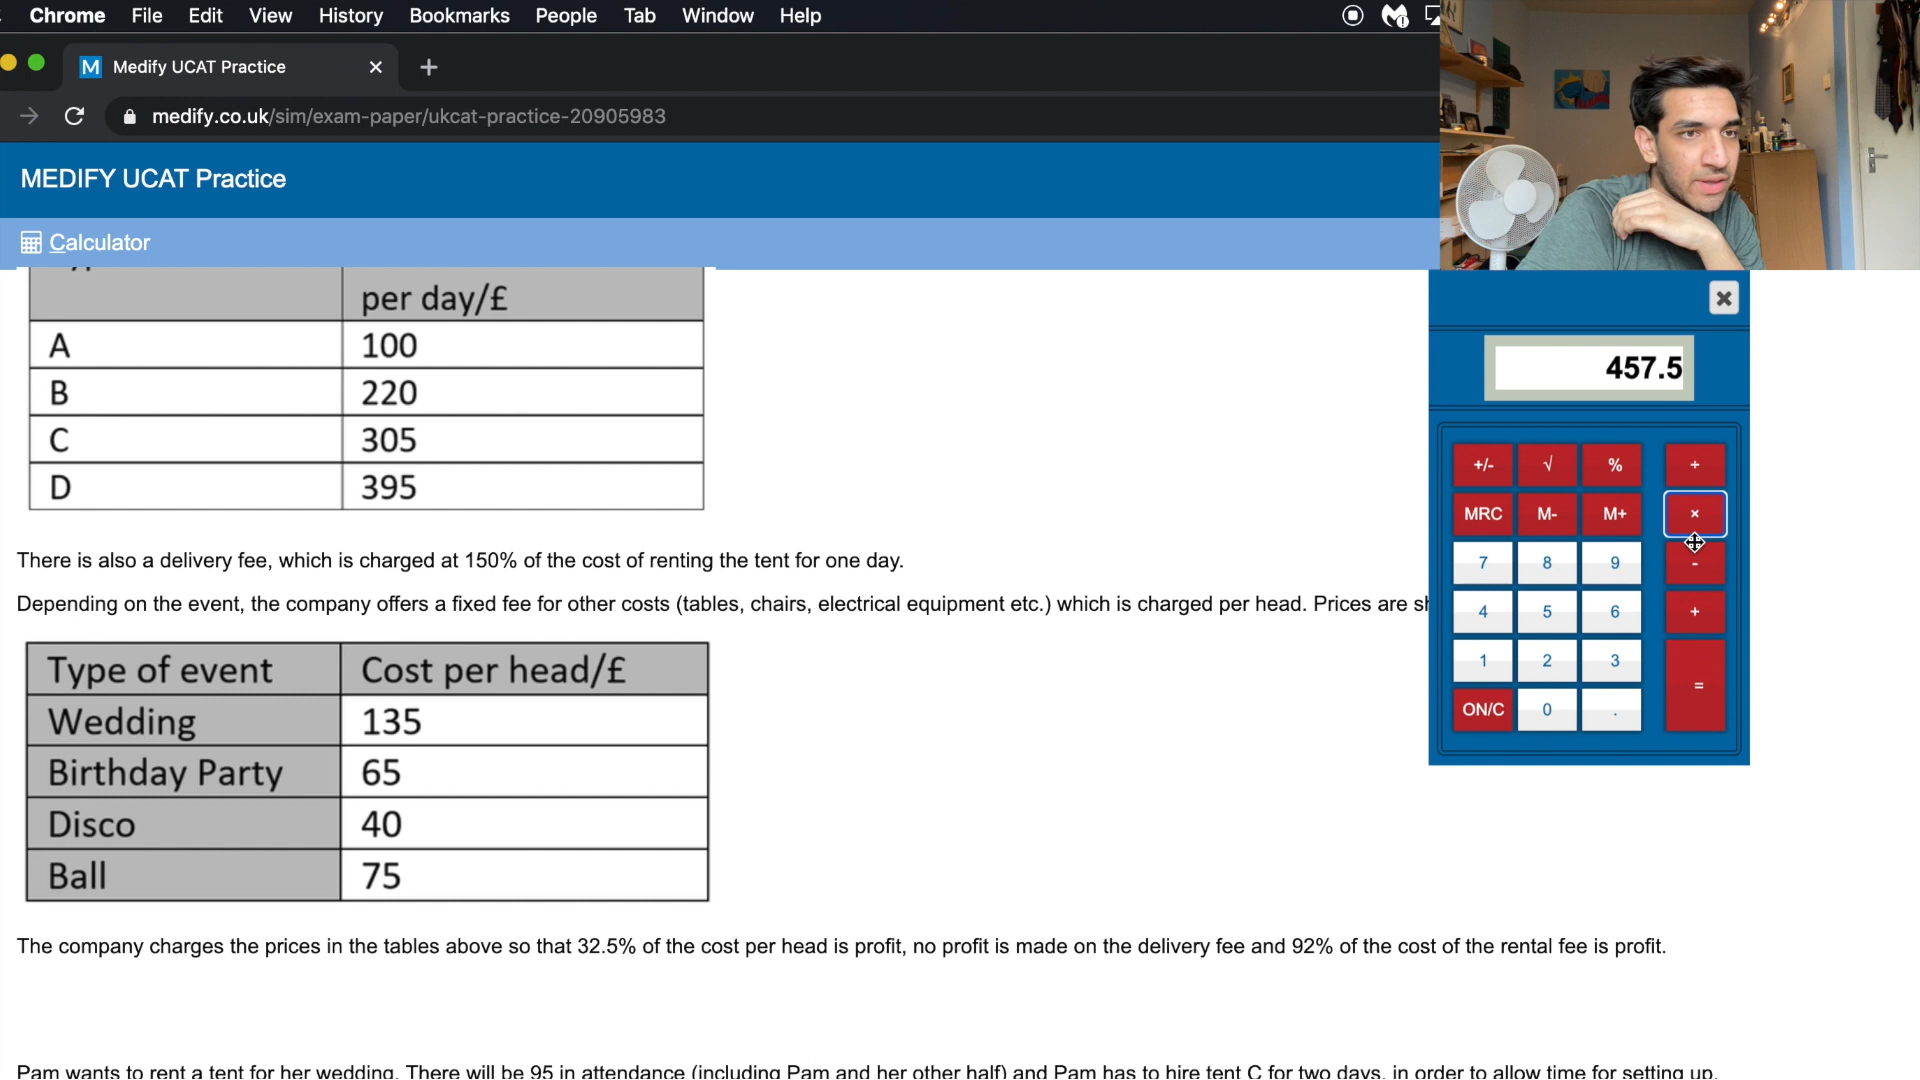 Chrome File Edit View History Bookmarks People Tab Window Help
M Medify UCAT Practice × +
medify.co.uk/sim/exam-paper/ukcat-practice-20905983
MEDIFY UCAT Practice
Calculator
per day/£
A 100
B 220
C 305
D 395
There is also a delivery fee, which is charged at 150% of the cost of renting the tent for one day.
Depending on the event, the company offers a fixed fee for other costs (tables, chairs, electrical equipment etc.) which is charged per head. Prices are
Type of event Cost per head/£
Wedding 135
Birthday Party 65
Disco 40
Ball 75
The company charges the prices in the tables above so that 32.5% of the cost per head is profit, no profit is made on the delivery fee and 92% of the cost of the rental fee is profit.
Pam wants to rent a tent for her wedding. There will be 95 in attendance (including Pam and her other half) and Pam has to hire tent C for two days, in order to allow time for setting up.
×
457.5
+/- √ % ÷
MRC M- M+ ×
7 8 9 -
4 5 6 +
1 2 3 =
ON/C 0 .